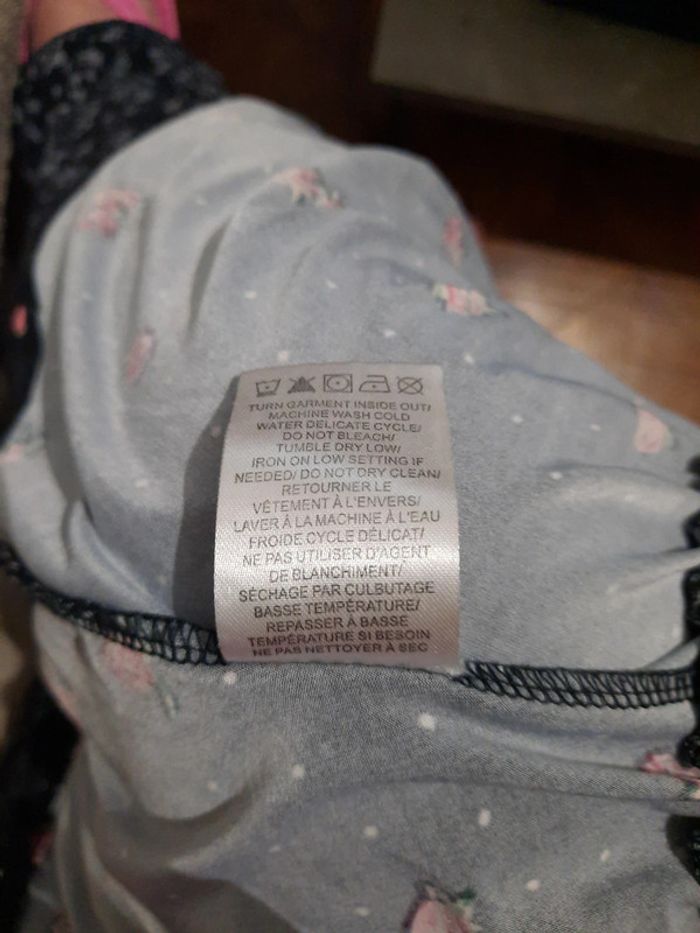 TURN GARMENT INSIDE OUT/
MACHINE WASH COLD
WATER DELICATE CYCLE/
DO NOT BLEACH/
TUMBLE DRY LOW/
IRON ON LOW SETTING IF
NEEDED/ DO NOT DRY CLEAN/
RETOURNER LE
VÊTEMENT À L'ENVERS/
LAVER À LA MACHINE À L'EAU
FROIDE CYCLE DÉLICAT/
NE PAS UTILISER D'AGENT
DE BLANCHIMENT/
SÉCHAGE PAR CULBUTAGE
BASSE TEMPÉRATURE/
REPASSER À BASSE
TEMPÉRATURE SI BESOIN
NE PAS NETTOYER À SEC